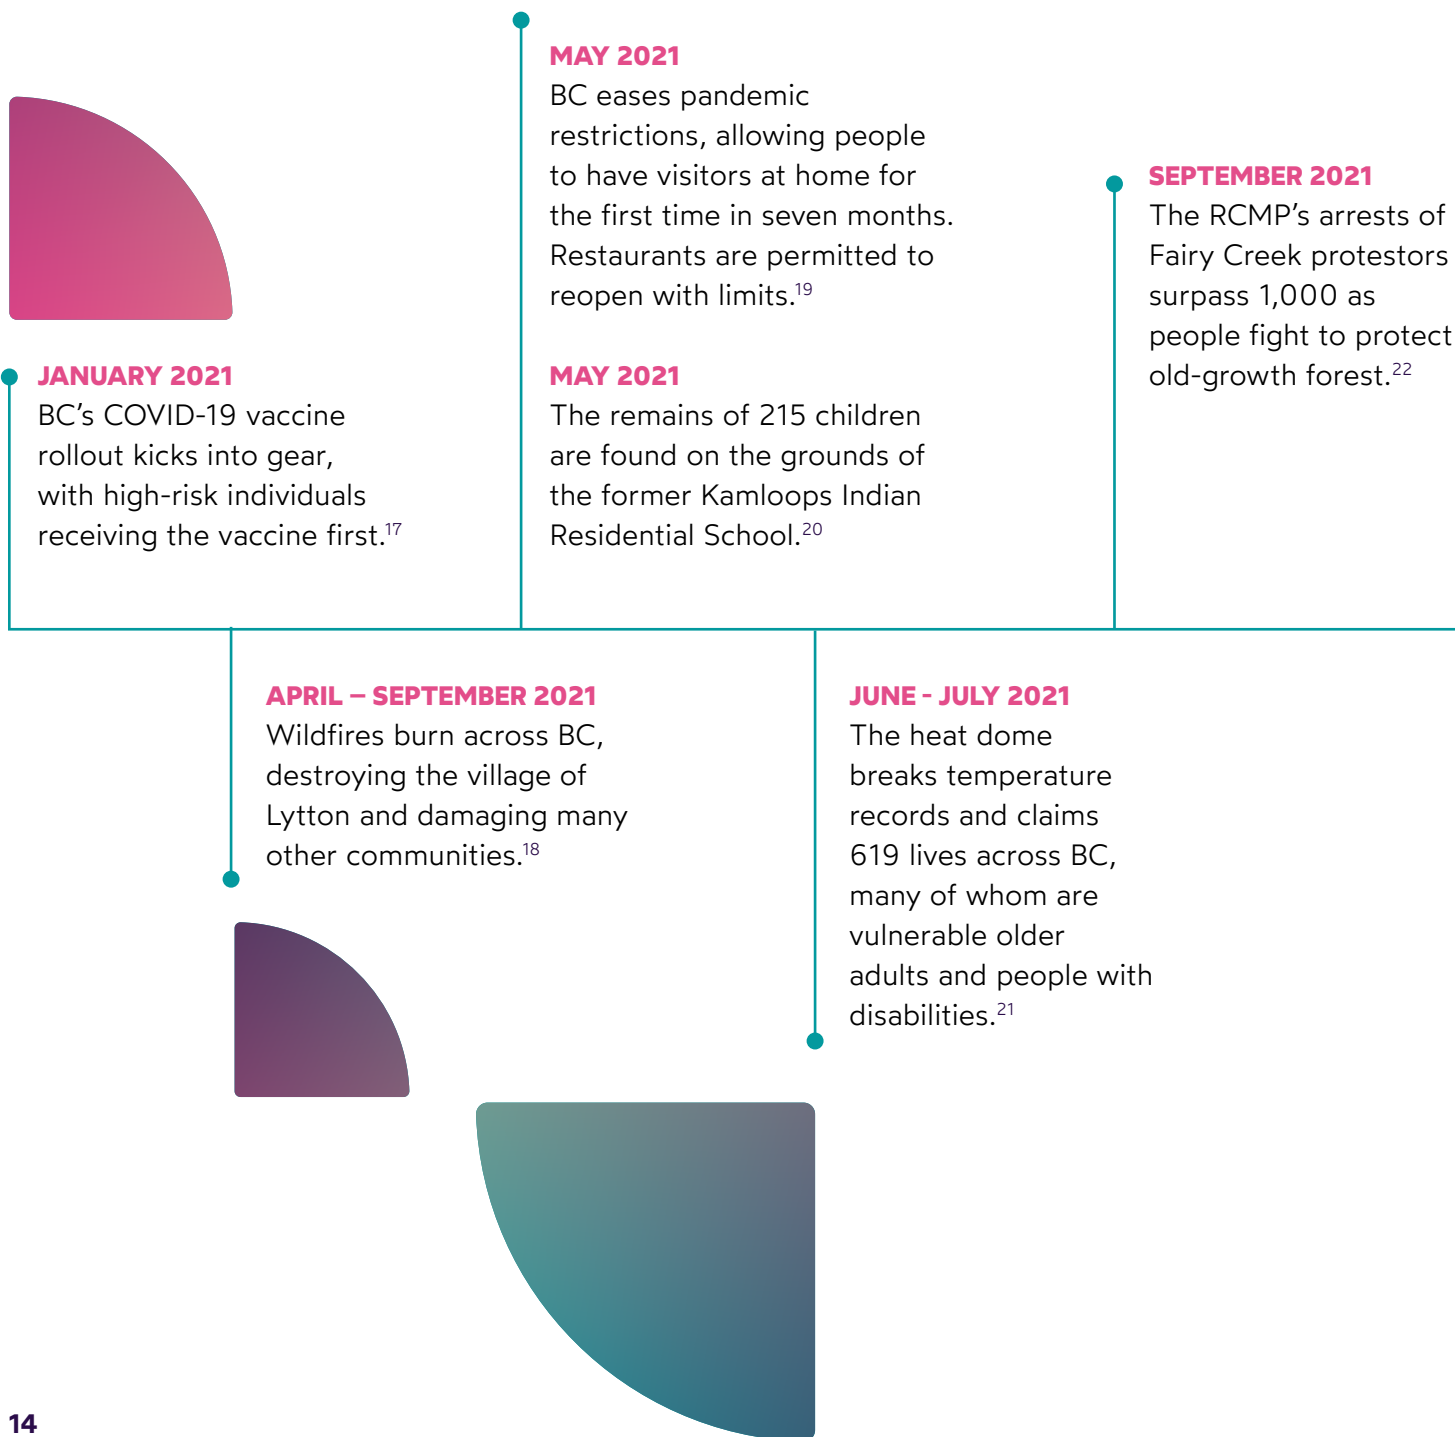 JANUARY 2021
BC’s COVID-19 vaccine
rollout kicks into gear,
with high-risk individuals
receiving the vaccine first.17
APRIL – SEPTEMBER 2021
Wildfires burn across BC,
destroying the village of
Lytton and damaging many
other communities.18
MAY 2021
BC eases pandemic
restrictions, allowing people
to have visitors at home for
the first time in seven months.
Restaurants are permitted to
reopen with limits.19
MAY 2021
The remains of 215 children
are found on the grounds of
the former Kamloops Indian
Residential School.20
JUNE - JULY 2021
The heat dome
breaks temperature
records and claims
619 lives across BC,
many of whom are
vulnerable older
adults and people with
disabilities.21
SEPTEMBER 2021
The RCMP’s arrests of
Fairy Creek protestors
surpass 1,000 as
people fight to protect
old-growth forest.22
14